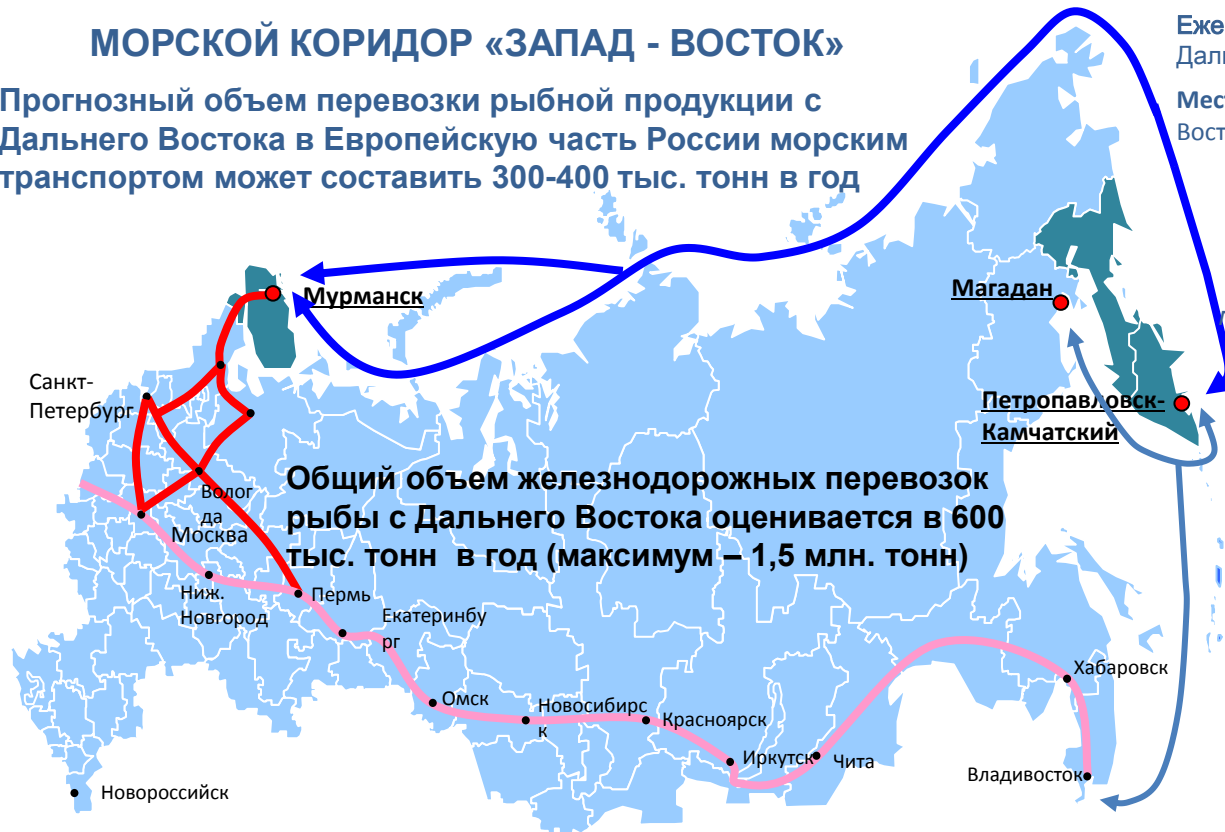 МОРСКОЙ КОРИДОР «ЗАПАД - ВОСТОК»
Прогнозный объем перевозки рыбной продукции с
Дальнего Востока в Европейскую часть России морским
транспортом может составить 300-400 тыс. тонн в год
Мурманск
Магадан
Санкт-
Петербург
Петропавловск-
Камчатский
Общий объем железнодорожных перевозок
рыбы с Дальнего Востока оценивается в 600
тыс. тонн в год (максимум – 1,5 млн. тонн)
Волог
да
Москва
Ниж.
Новгород
Пермь
Екатеринбу
рг
Омск
Новосибирс
к
Красноярск
Иркутск
Чита
Хабаровск
Владивосток
Новороссийск